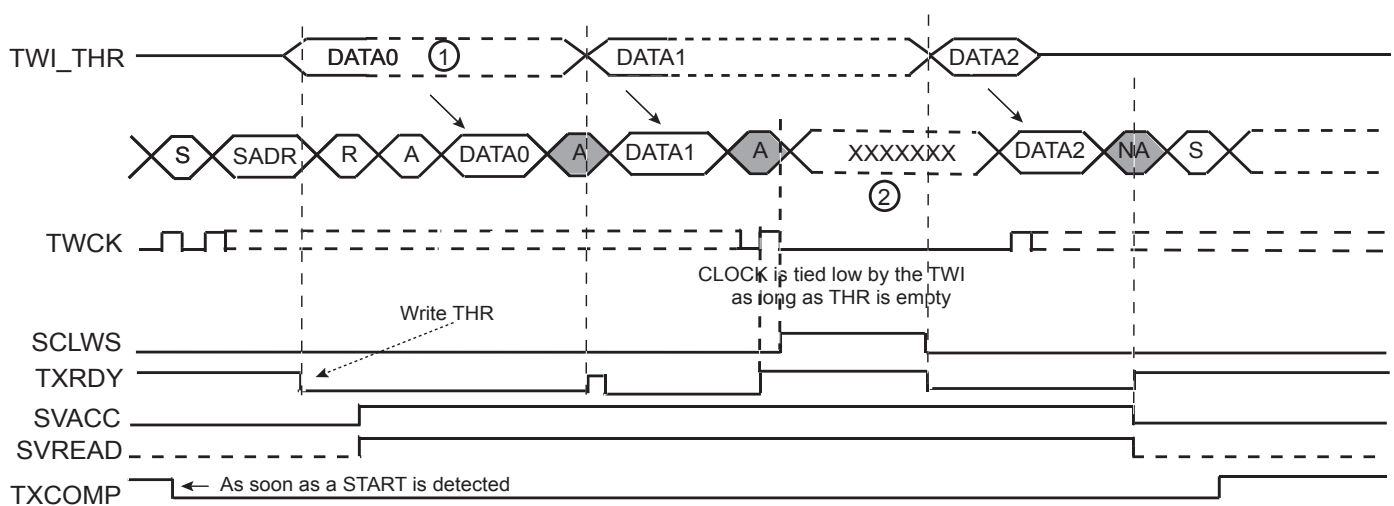 TWI_THR DATA0 1 DATA1 DATA2
S SADR R A DATA0 A DATA1 A XXXXXXX DATA2 NA S
2
TWCK
CLOCK is tied low by the TWI
as long as THR is empty
Write THR
SCLWS
TXRDY
SVACC
SVREAD
TXCOMP As soon as a START is detected